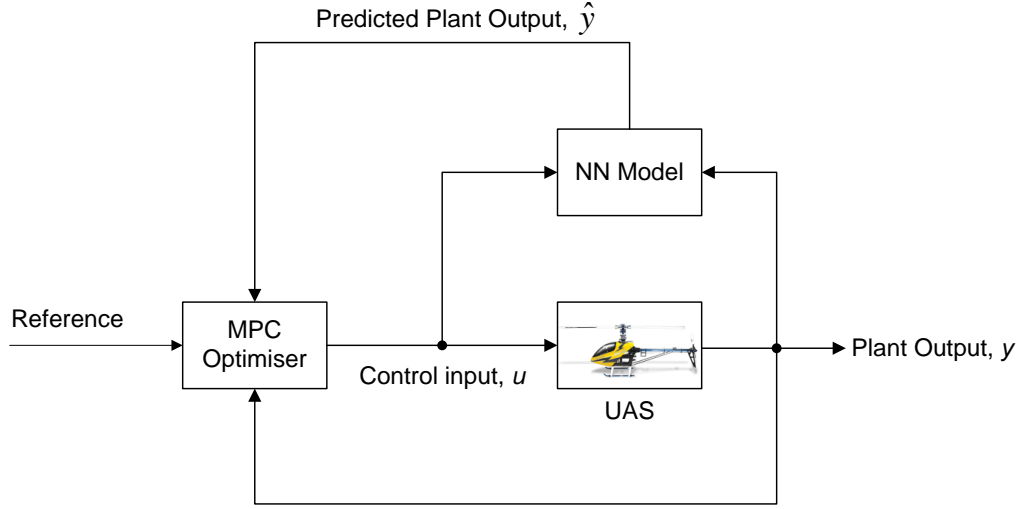 Predicted Plant Output, ŷ
NN Model
Reference
MPC
Optimiser
Control input, u
UAS
Plant Output, y